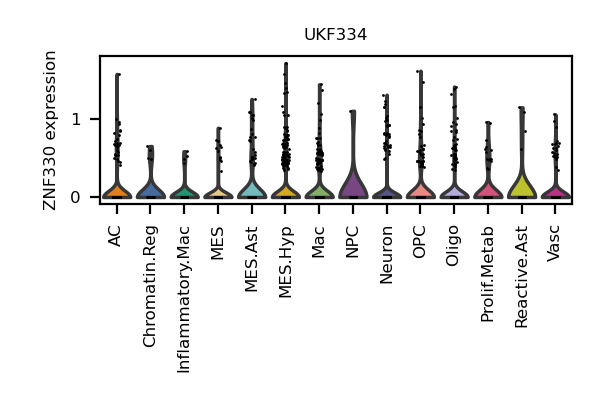 UKF334
ZNF330 expression
1
0
AC
Chromatin.Reg
Inflammatory.Mac
MES
MES.Ast
MES.Hyp
Mac
NPC
Neuron
OPC
Oligo
Prolif.Metab
Reactive.Ast
Vasc